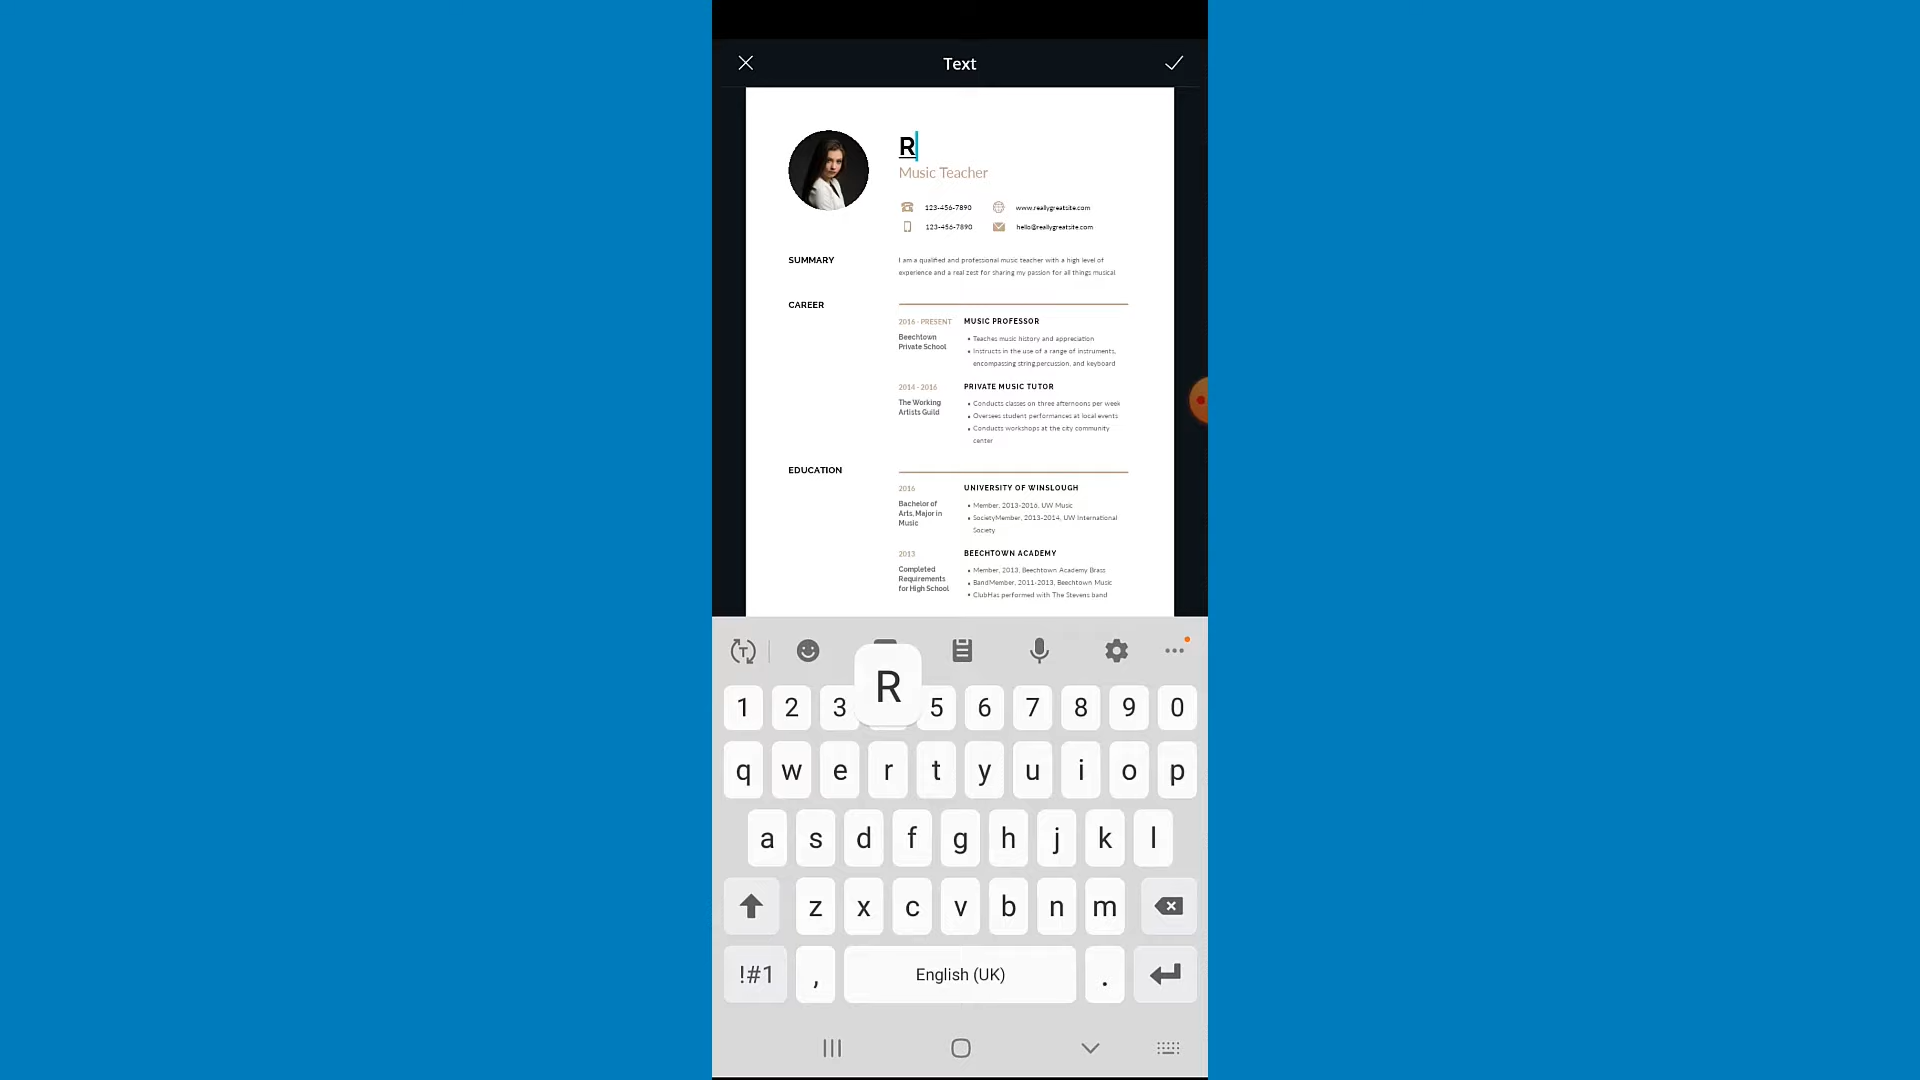 Text
R
Music Teacher
123-456-7890 www.reallygreatsite.com
123-456-7890 hello@reallygreatsite.com
SUMMARY
I am a qualified and professional music teacher with a high level of
experience and a real zest for sharing my passion for all things musical
CAREER
2016 - PRESENT MUSIC PROFESSOR
Beechtown
Private School
• Teaches music history and appreciation
• Instructs in the use of a range of instruments,
encompassing string,percussion, and keyboard
2014 - 2016 PRIVATE MUSIC TUTOR
The Working
Artists Guild
• Conducts classes on three afternoons per week
• Oversees student performances at local events
• Conducts workshops at the city community
center
EDUCATION
2016 UNIVERSITY OF WINSLOUGH
Bachelor of
Arts, Major in
Music
• Member, 2013-2016, UW Music
• SocietyMember, 2013-2014, UW International
Society
2013 BEECHTOWN ACADEMY
Completed
Requirements
for High School
• Member, 2013, Beechtown Academy Brass
• BandMember, 2011-2013, Beechtown Music
• ClubHas performed with The Stevens band
T
R
1 2 3 5 6 7 8 9 0
q w e r t y u i o p
a s d f g h j k l
z x c v b n m
!#1 , English (UK) .